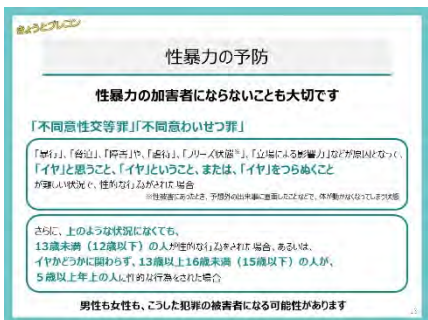 きょうとプレコン
性暴力の予防
性暴力の加害者にならないことも大切です
「不同意性交等罪」「不同意わいせつ罪」
「暴行」、「脅迫」、「障害」や、「虐待」、「フリーズ状態※」、「立場による影響力」などが原因となって、
「イヤ」と思うこと、「イヤ」ということ、または、「イヤ」をつらぬくこと
が難しい状況で、性的な行為がされた場合
※性被害にあったとき、予想外の出来事に直面したことなどで、体が動かなくなってしまう状態
さらに、上のような状況になくても、
13歳未満（12歳以下）の人が性的な行為をされた場合、あるいは、
イヤかどうかに関わらず、13歳以上16歳未満（15歳以下）の人が、
５歳以上年上の人に性的な行為をされた場合
男性も女性も、こうした犯罪の被害者になる可能性があります